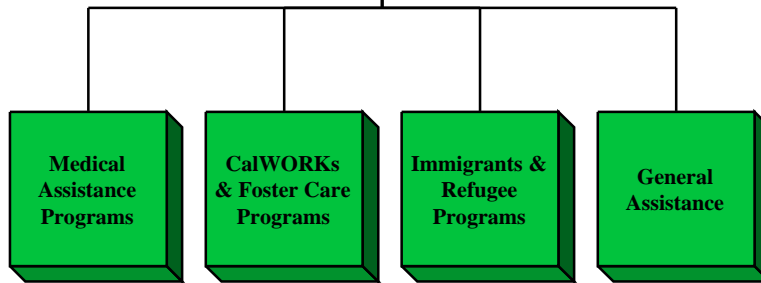 Medical
Assistance
Programs
CalWORKs
& Foster Care
Programs
Immigrants &
Refugee
Programs
General
Assistance